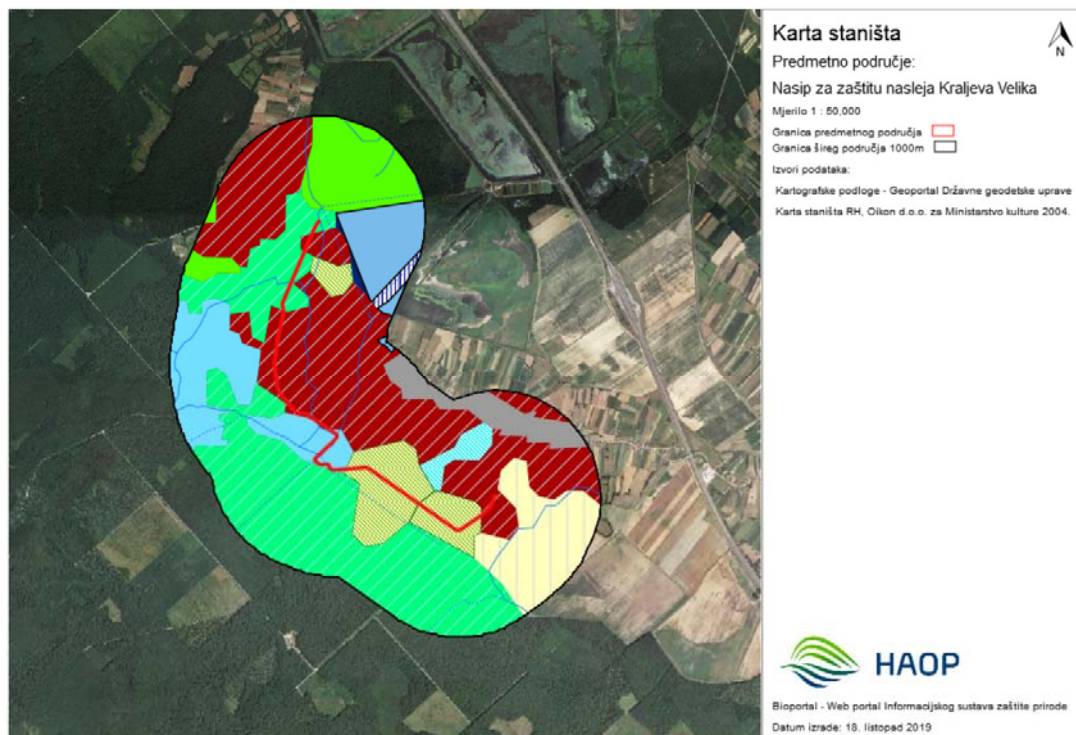 Karta staništa
N
Predmetno područje:
Nasip za zaštitu nasleja Kraljeva Velika
Mjerilo 1 : 50,000
Granica predmetnog područja
Granica šireg područja 1000m
Izvori podataka:
Kartografske podloge - Geoportal Državne geodetske uprave
Karta staništa RH, Oikon d.o.o. za Ministarstvo kulture 2004.
HAOP
Bioportal - Web portal Informacijskog sustava zaštite prirode
Datum izrade: 18. listopad 2019